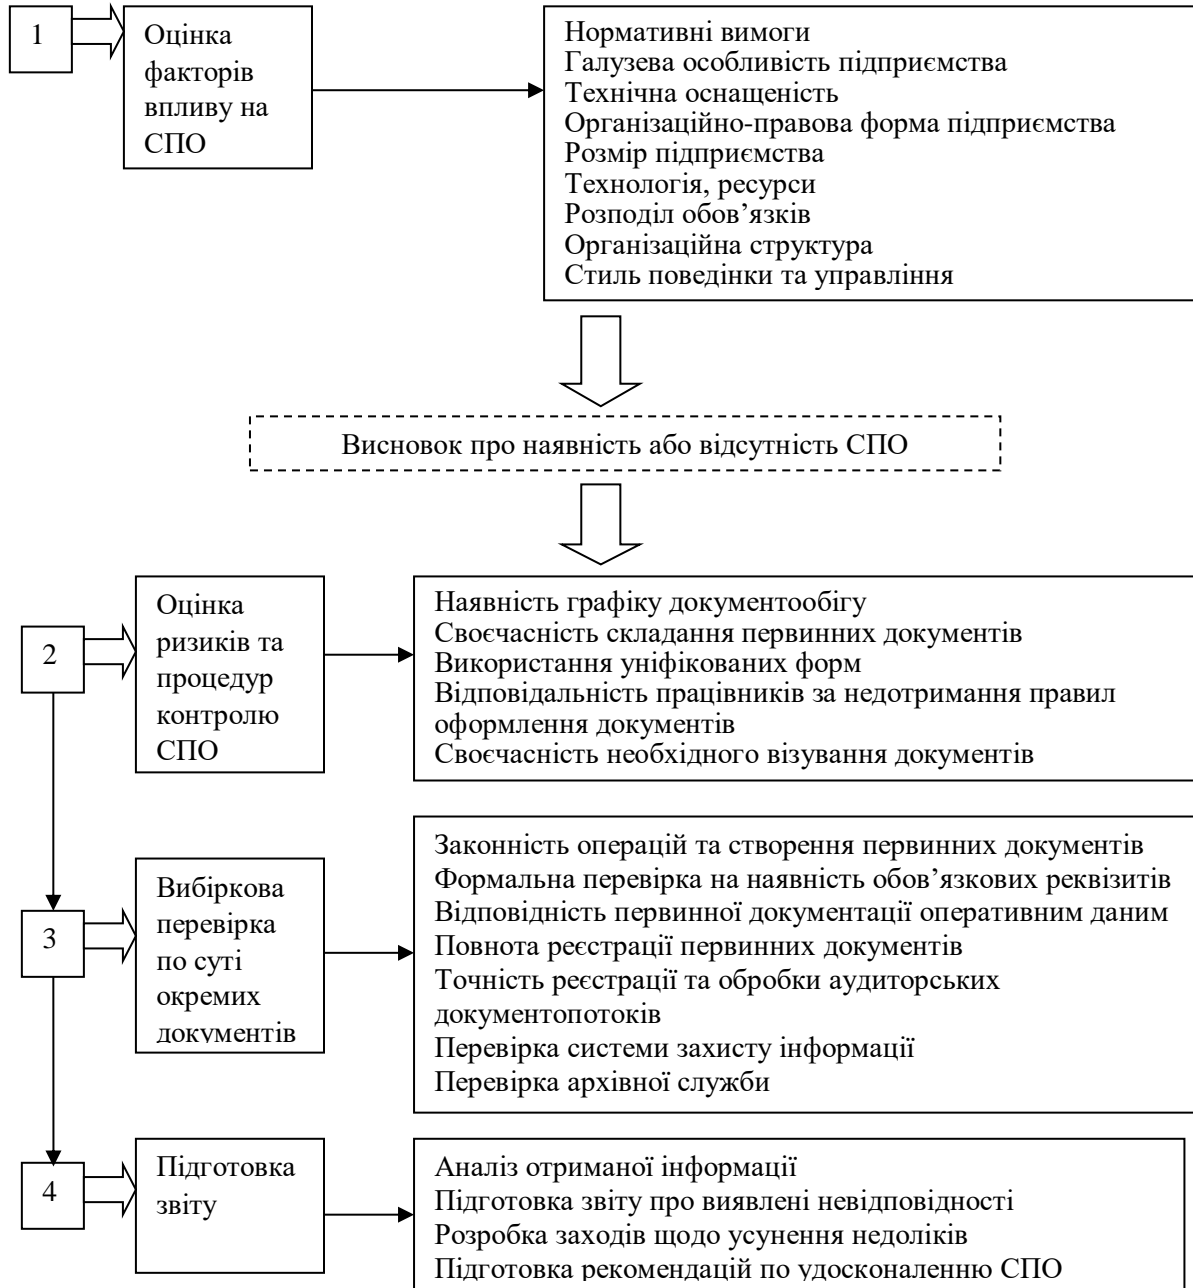 1
Оцінка
факторів
впливу на
СПО
Нормативні вимоги
Галузева особливість підприємства
Технічна оснащеність
Організаційно-правова форма підприємства
Розмір підприємства
Технологія, ресурси
Розподіл обов’язків
Організаційна структура
Стиль поведінки та управління
Висновок про наявність або відсутність СПО
2
Оцінка
ризиків та
процедур
контролю
СПО
Наявність графіку документообігу
Своєчасність складання первинних документів
Використання уніфікованих форм
Відповідальність працівників за недотримання правил
оформлення документів
Своєчасність необхідного візування документів
3
Вибіркова
перевірка
по суті
окремих
документів
Законність операцій та створення первинних документів
Формальна перевірка на наявність обов’язкових реквізитів
Відповідність первинної документації оперативним даним
Повнота реєстрації первинних документів
Точність реєстрації та обробки аудиторських
документопотоків
Перевірка системи захисту інформації
Перевірка архівної служби
4
Підготовка
звіту
Аналіз отриманої інформації
Підготовка звіту про виявлені невідповідності
Розробка заходів щодо усунення недоліків
Підготовка рекомендацій по удосконаленню СПО